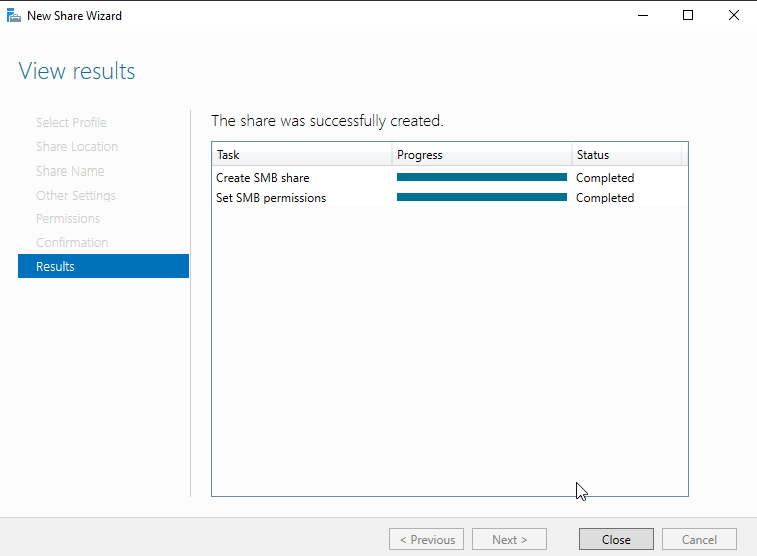 New Share Wizard
View results
Select Profile
Share Location
Share Name
Other Settings
Permissions
Confirmation
Results
The share was successfully created.
Task Progress Status
Create SMB share Completed
Set SMB permissions Completed
< Previous Next > Close Cancel